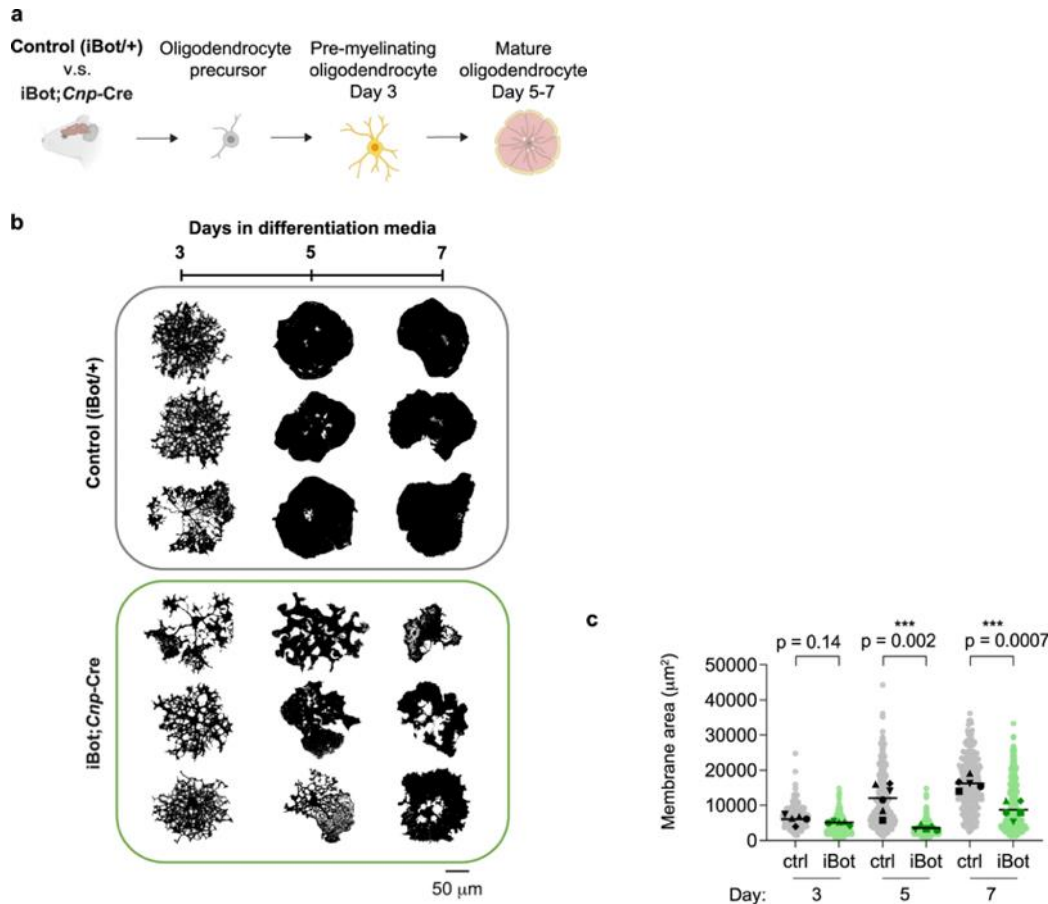 a
Control (iBot/+)
v.s.
iBot;Cnp-Cre
Oligodendrocyte
precursor
Pre-myelinating
oligodendrocyte
Day 3
Mature
oligodendrocyte
Day 5-7
b
Days in differentiation media
3 5 7
Control (iBot/+)
iBot;Cnp-Cre
50 μm
c
*** ***
p = 0.14 p = 0.002 p = 0.0007
Membrane area (μm²)
50000
40000
30000
20000
10000
0
ctrl iBot ctrl iBot ctrl iBot
Day: 3 5 7